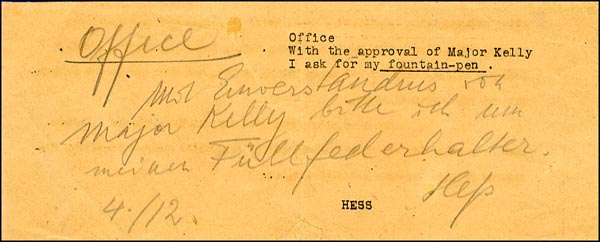 Office
Office
With the approval of Major Kelly
I ask for my fountain-pen.
Mit Einverständnis von
Major Kelly bitte ich um
meinen Füllfederhalter.
Heß
HESS
4./12.